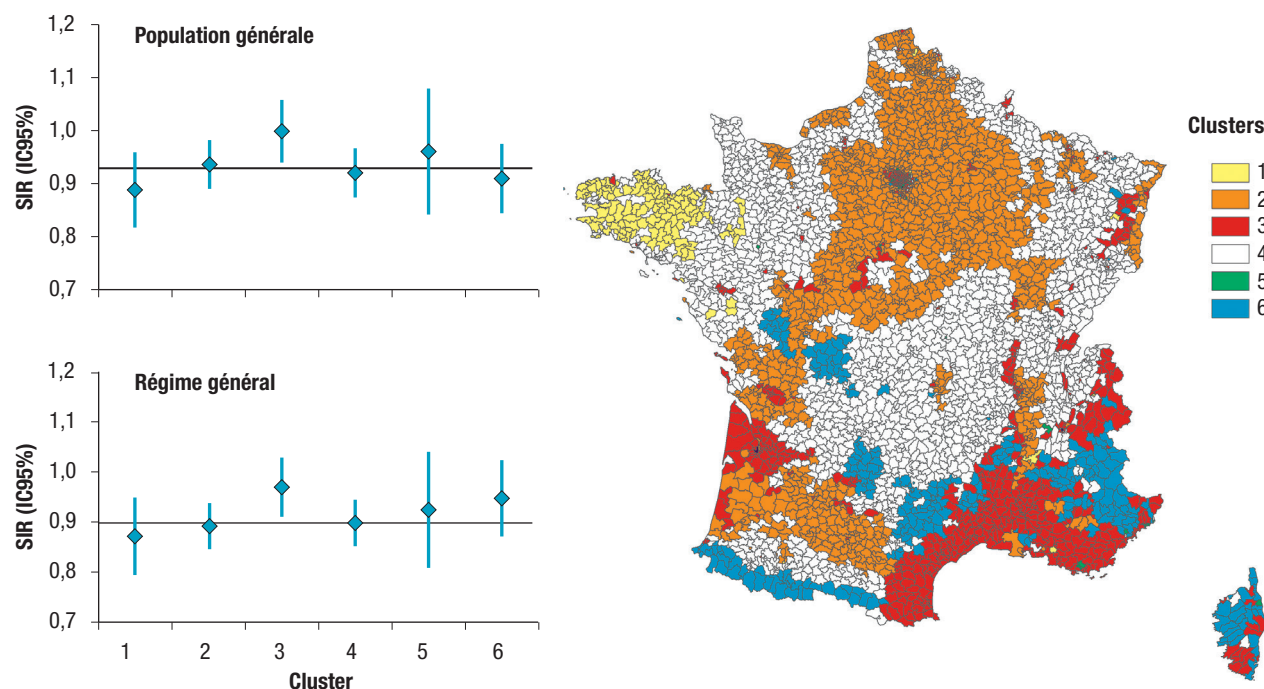 Population générale
SIR (IC95%)
1,2
1,1
1,0
0,9
0,8
0,7
Régime général
SIR (IC95%)
1,2
1,1
1,0
0,9
0,8
0,7
1 2 3 4 5 6
Cluster
Clusters
1
2
3
4
5
6